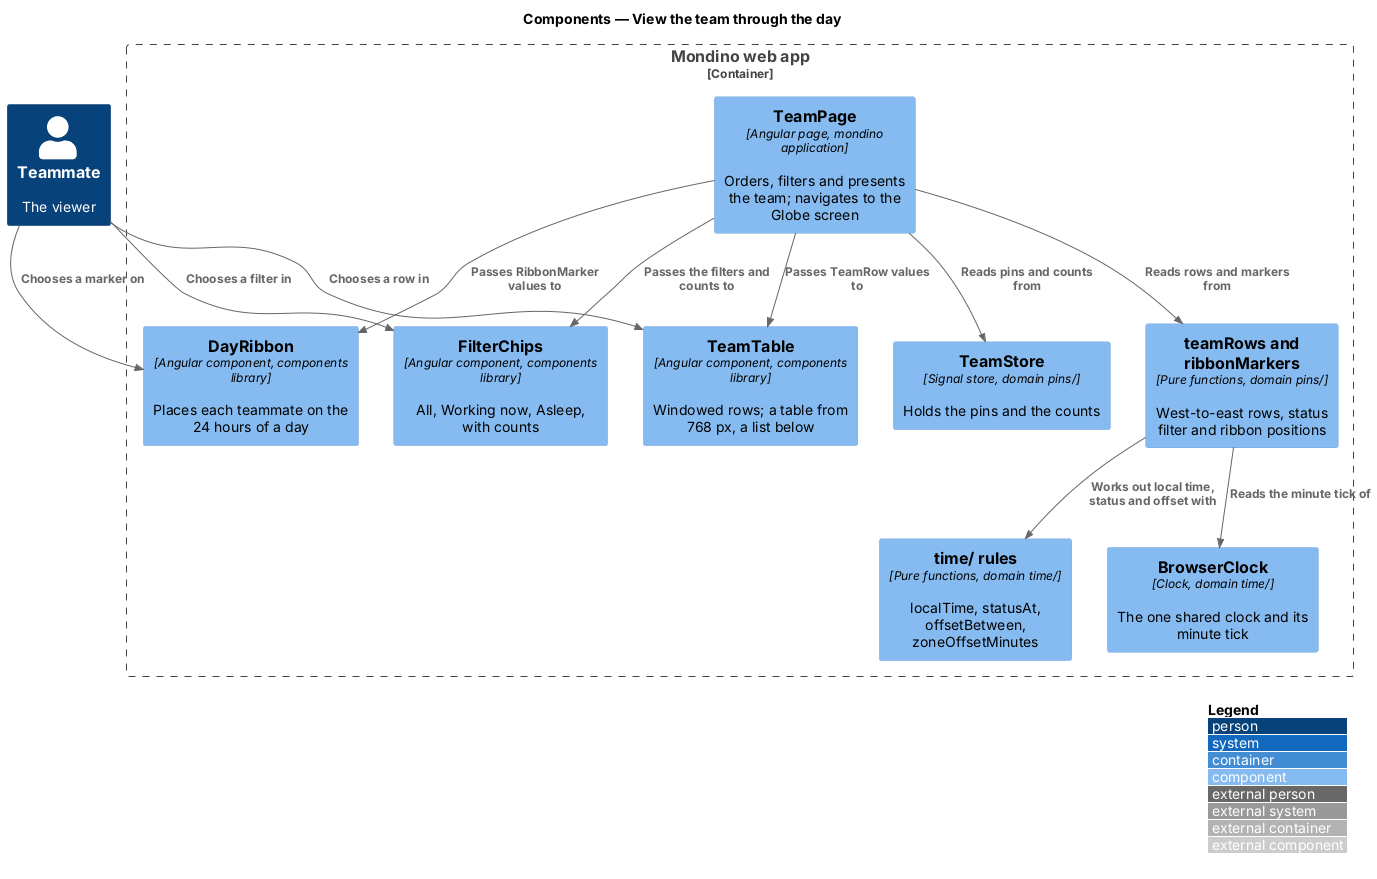 Components — View the team through the day
Mondino web app
[Container]
Teammate
The viewer
TeamPage
[Angular page, mondino
application]
Orders, filters and presents
the team; navigates to the
Globe screen
Chooses a marker on
Chooses a filter in
Chooses a row in
Passes RibbonMarker
values to
Passes the filters and
counts to
Passes TeamRow values
to
Reads pins and counts
from
Reads rows and markers
from
DayRibbon
[Angular component, components
library]
Places each teammate on the
24 hours of a day
FilterChips
[Angular component, components
library]
All, Working now, Asleep,
with counts
TeamTable
[Angular component, components
library]
Windowed rows; a table from
768 px, a list below
TeamStore
[Signal store, domain pins/]
Holds the pins and the counts
teamRows and
ribbonMarkers
[Pure functions, domain pins/]
West-to-east rows, status
filter and ribbon positions
Works out local time,
status and offset with
Reads the minute tick of
time/ rules
[Pure functions, domain time/]
localTime, statusAt,
offsetBetween,
zoneOffsetMinutes
BrowserClock
[Clock, domain time/]
The one shared clock and its
minute tick
Legend
person
system
container
component
external person
external system
external container
external component